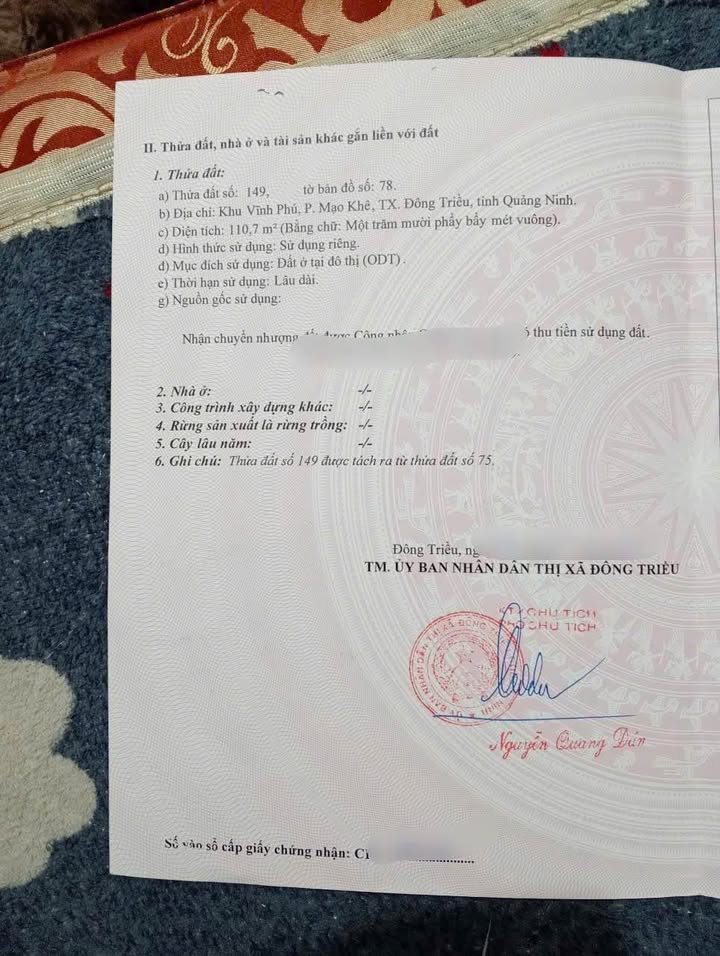 II. Thửa đất, nhà ở và tài sản khác gắn liền với đất
1. Thửa đất:
a) Thửa đất số: 149, tờ bản đồ số: 78.
b) Địa chỉ: Khu Vĩnh Phú, P. Mạo Khê, TX. Đông Triều, tỉnh Quảng Ninh.
c) Diện tích: 110,7 m² (Bằng chữ: Một trăm mười phẩy bẩy mét vuông).
d) Hình thức sử dụng: Sử dụng riêng.
đ) Mục đích sử dụng: Đất ở tại đô thị (ODT).
e) Thời hạn sử dụng: Lâu dài.
g) Nguồn gốc sử dụng:
Nhận chuyển nhượng thu tiền sử dụng đất.
2. Nhà ở: -/-
3. Công trình xây dựng khác: -/-
4. Rừng sản xuất là rừng trồng: -/-
5. Cây lâu năm: -/-
6. Ghi chú: Thửa đất số 149 được tách ra từ thửa đất số 75.
Đông Triều,
TM. ỦY BAN NHÂN DÂN THỊ XÃ ĐÔNG TRIỀU
KT. CHỦ TỊCH
PHÓ CHỦ TỊCH
Nguyễn Quang
Số vào sổ cấp giấy chứng nhận: